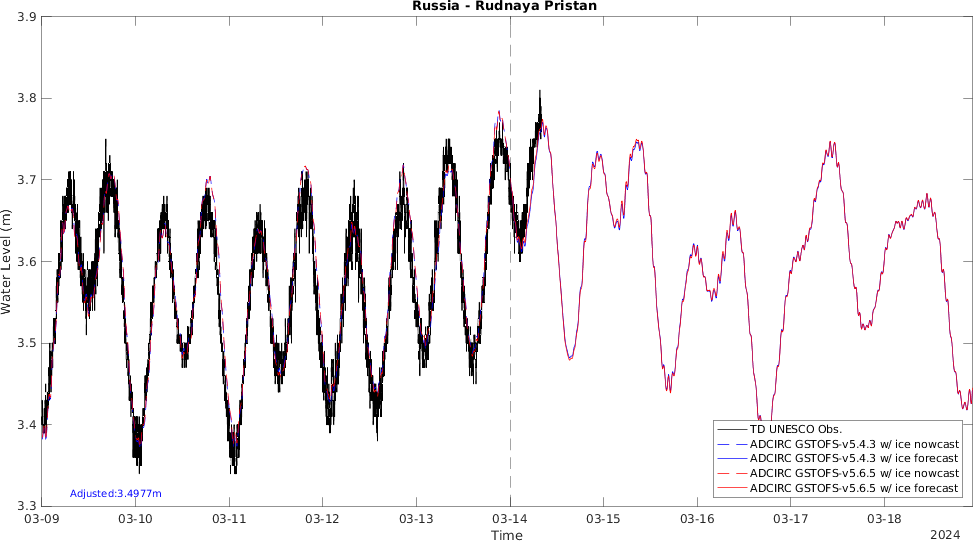 Russia - Rudnaya Pristan
3.9
3.8
3.7
3.6
3.5
3.4
3.3
Water Level (m)
Adjusted:3.4977m
TD UNESCO Obs.
ADCIRC GSTOFS-v5.4.3 w/ ice nowcast
ADCIRC GSTOFS-v5.4.3 w/ ice forecast
ADCIRC GSTOFS-v5.6.5 w/ ice nowcast
ADCIRC GSTOFS-v5.6.5 w/ ice forecast
03-09 03-10 03-11 03-12 03-13 03-14 03-15 03-16 03-17 03-18
Time
2024